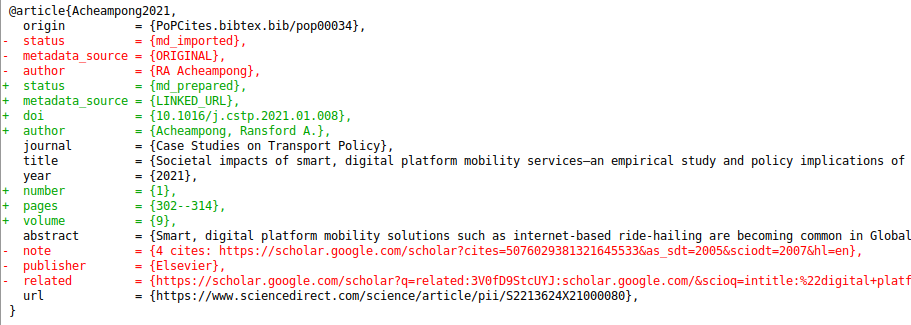 @article{Acheampong2021,
  origin          = {PoPCites.bibtex.bib/pop00034},
- status          = {md_imported},
- metadata_source = {ORIGINAL},
- author          = {RA Acheampong},
+ status          = {md_prepared},
+ metadata_source = {LINKED_URL},
+ doi             = {10.1016/j.cstp.2021.01.008},
+ author          = {Acheampong, Ransford A.},
  journal         = {Case Studies on Transport Policy},
  title           = {Societal impacts of smart, digital platform mobility services—an empirical study and policy implications of
  year            = {2021},
+ number          = {1},
+ pages           = {302--314},
+ volume          = {9},
  abstract        = {Smart, digital platform mobility solutions such as internet-based ride-hailing are becoming common in Global
- note            = {4 cites: https://scholar.google.com/scholar?cites=5076029381321645533&as_sdt=2005&sciodt=2007&hl=en},
- publisher       = {Elsevier},
- related         = {https://scholar.google.com/scholar?q=related:3V0fD9StcUYJ:scholar.google.com/&scioq=intitle:%22digital+platf
  url             = {https://www.sciencedirect.com/science/article/pii/S2213624X21000080},
}